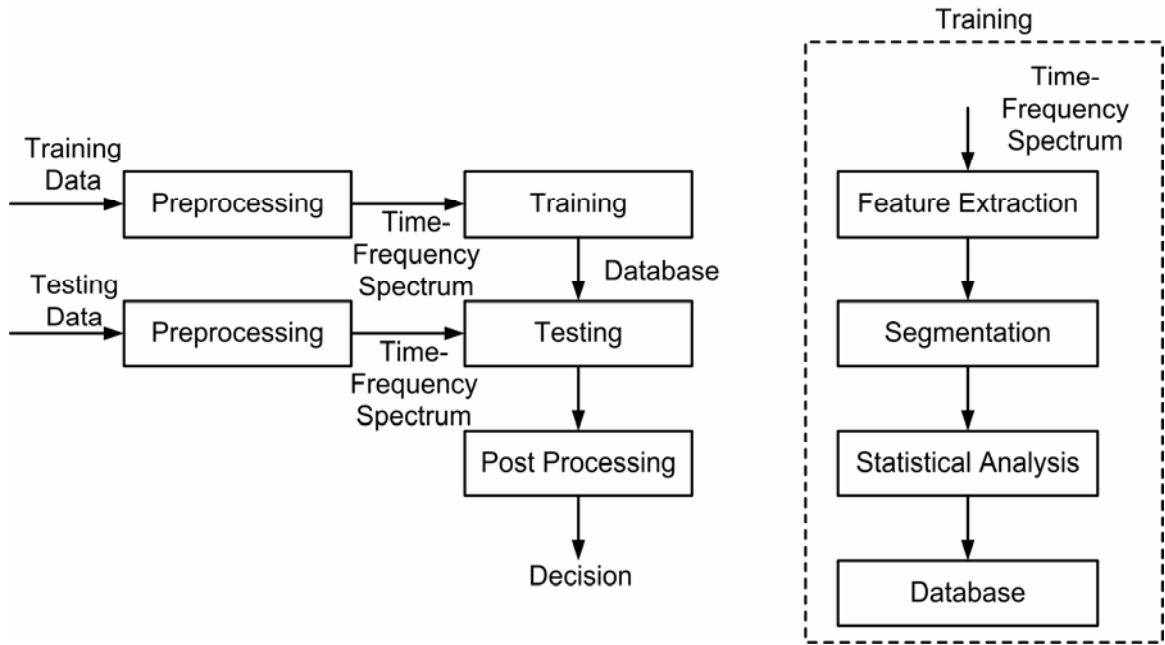 Training
Data
Preprocessing
Time-
Frequency
Spectrum
Training
Database
Testing
Data
Preprocessing
Time-
Frequency
Spectrum
Testing
Post Processing
Decision
Training
Time-
Frequency
Spectrum
Feature Extraction
Segmentation
Statistical Analysis
Database